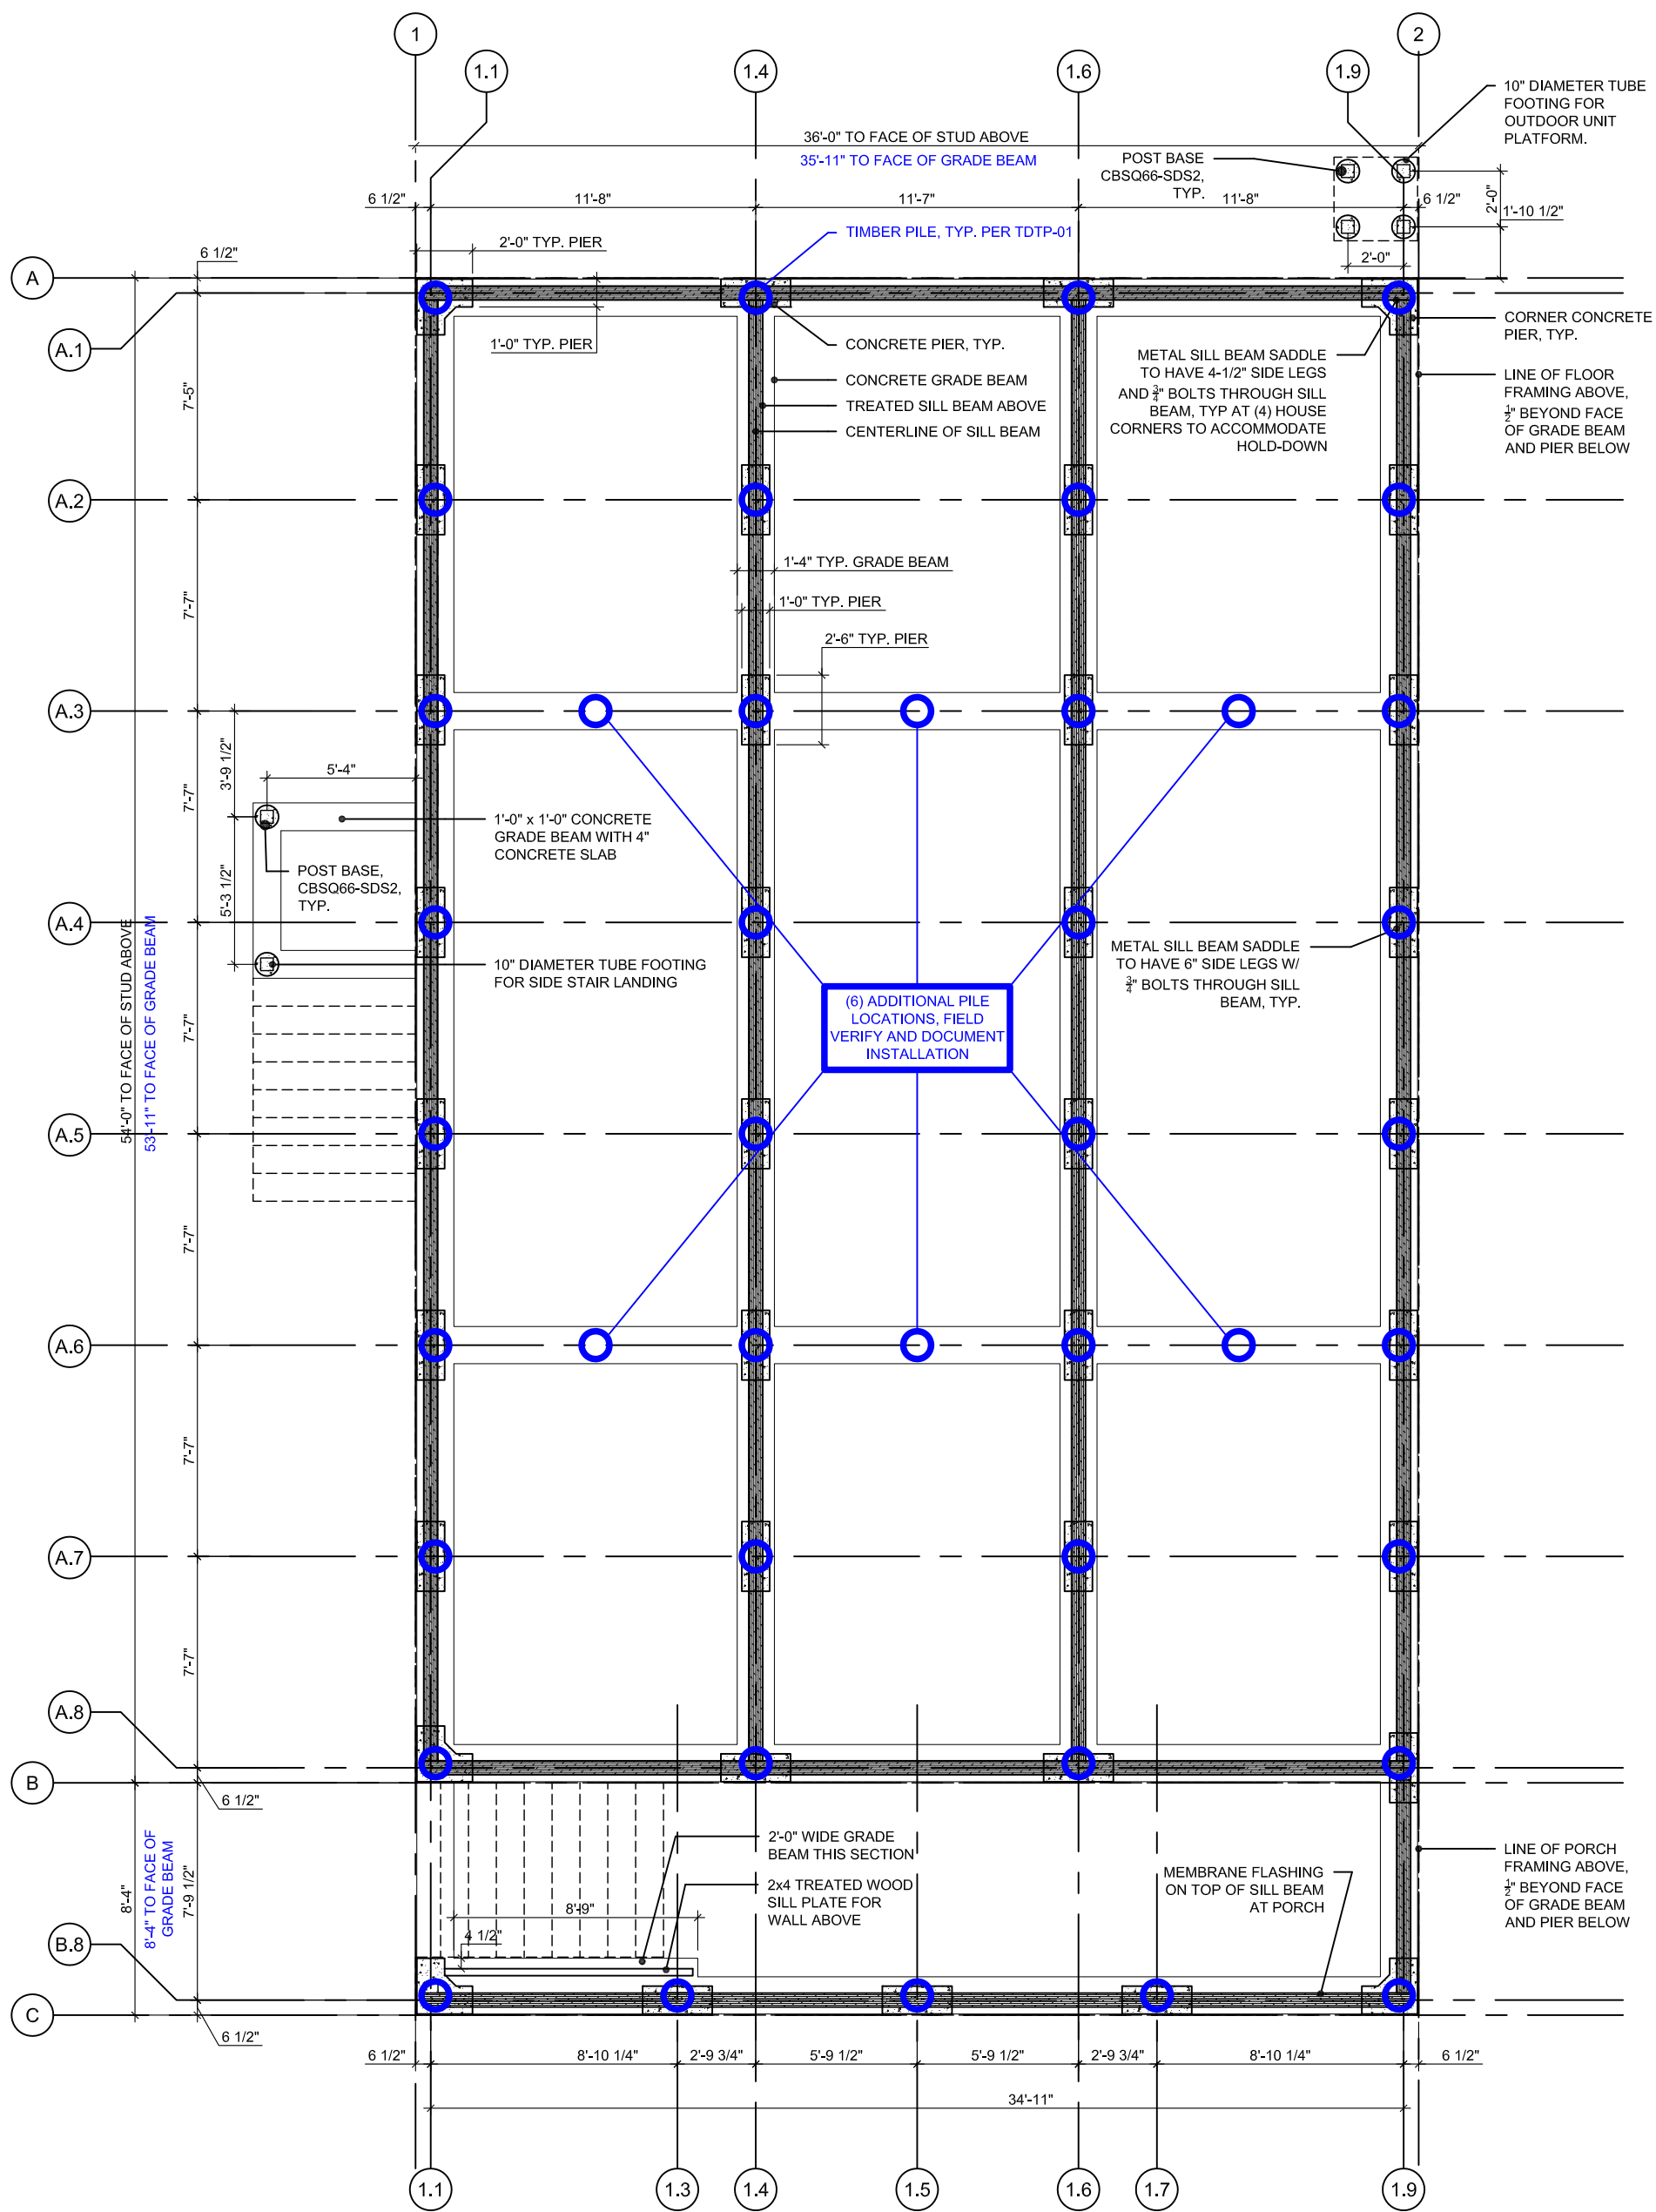 1
2
1.1
1.4
1.6
1.9
10" DIAMETER TUBE
FOOTING FOR
OUTDOOR UNIT
PLATFORM.
36'-0" TO FACE OF STUD ABOVE
35'-11" TO FACE OF GRADE BEAM
POST BASE
CBSQ66-SDS2,
TYP.
6 1/2"
11'-8"
11'-7"
11'-8"
6 1/2"
2'-0"
1'-10 1/2"
2'-0"
TIMBER PILE, TYP. PER TDTP-01
2'-0" TYP. PIER
6 1/2"
A
A.1
1'-0" TYP. PIER
CONCRETE PIER, TYP.
CONCRETE GRADE BEAM
TREATED SILL BEAM ABOVE
CENTERLINE OF SILL BEAM
METAL SILL BEAM SADDLE
TO HAVE 4-1/2" SIDE LEGS
AND 3/4" BOLTS THROUGH SILL
BEAM, TYP AT (4) HOUSE
CORNERS TO ACCOMMODATE
HOLD-DOWN
CORNER CONCRETE
PIER, TYP.
LINE OF FLOOR
FRAMING ABOVE,
1/2" BEYOND FACE
OF GRADE BEAM
AND PIER BELOW
7'-5"
A.2
1'-4" TYP. GRADE BEAM
1'-0" TYP. PIER
2'-6" TYP. PIER
7'-7"
A.3
3'-9 1/2"
5'-4"
7'-7"
1'-0" x 1'-0" CONCRETE
GRADE BEAM WITH 4"
CONCRETE SLAB
POST BASE,
CBSQ66-SDS2,
TYP.
5'-3 1/2"
A.4
10" DIAMETER TUBE FOOTING
FOR SIDE STAIR LANDING
METAL SILL BEAM SADDLE
TO HAVE 6" SIDE LEGS W/
3/4" BOLTS THROUGH SILL
BEAM, TYP.
(6) ADDITIONAL PILE
LOCATIONS, FIELD
VERIFY AND DOCUMENT
INSTALLATION
54'-0" TO FACE OF STUD ABOVE
53-11" TO FACE OF GRADE BEAM
7'-7"
A.5
7'-7"
A.6
7'-7"
A.7
7'-7"
A.8
B
6 1/2"
8'-4"
8'-4" TO FACE OF
GRADE BEAM
7'-9 1/2"
2'-0" WIDE GRADE
BEAM THIS SECTION
2x4 TREATED WOOD
SILL PLATE FOR
WALL ABOVE
8'-9"
4 1/2"
MEMBRANE FLASHING
ON TOP OF SILL BEAM
AT PORCH
LINE OF PORCH
FRAMING ABOVE,
1/2" BEYOND FACE
OF GRADE BEAM
AND PIER BELOW
B.8
C
6 1/2"
6 1/2"
8'-10 1/4"
2'-9 3/4"
5'-9 1/2"
5'-9 1/2"
2'-9 3/4"
8'-10 1/4"
6 1/2"
34'-11"
1.1
1.3
1.4
1.5
1.6
1.7
1.9